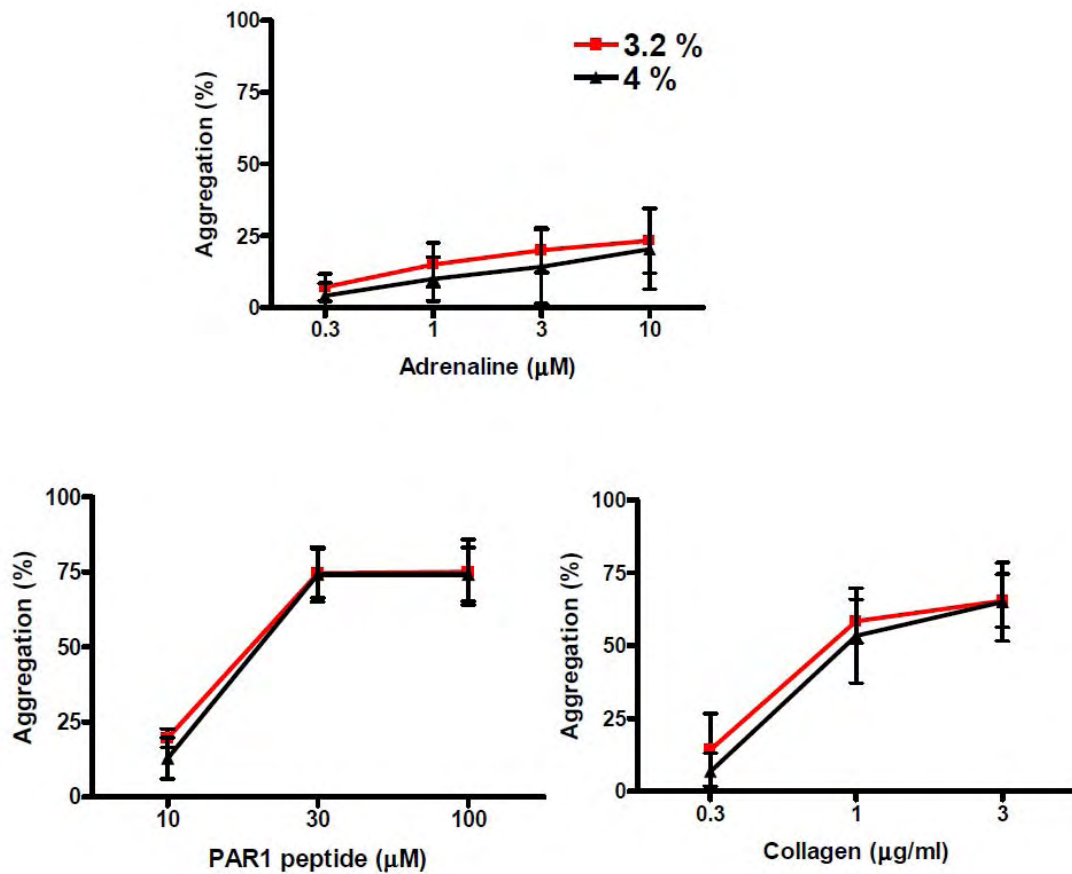 100
75
50
25
0
Aggregation (%)
3.2 %
4 %
0.3 1 3 10
Adrenaline (μM)
100
75
50
25
0
Aggregation (%)
10 30 100
PAR1 peptide (μM)
100
75
50
25
0
Aggregation (%)
0.3 1 3
Collagen (μg/ml)